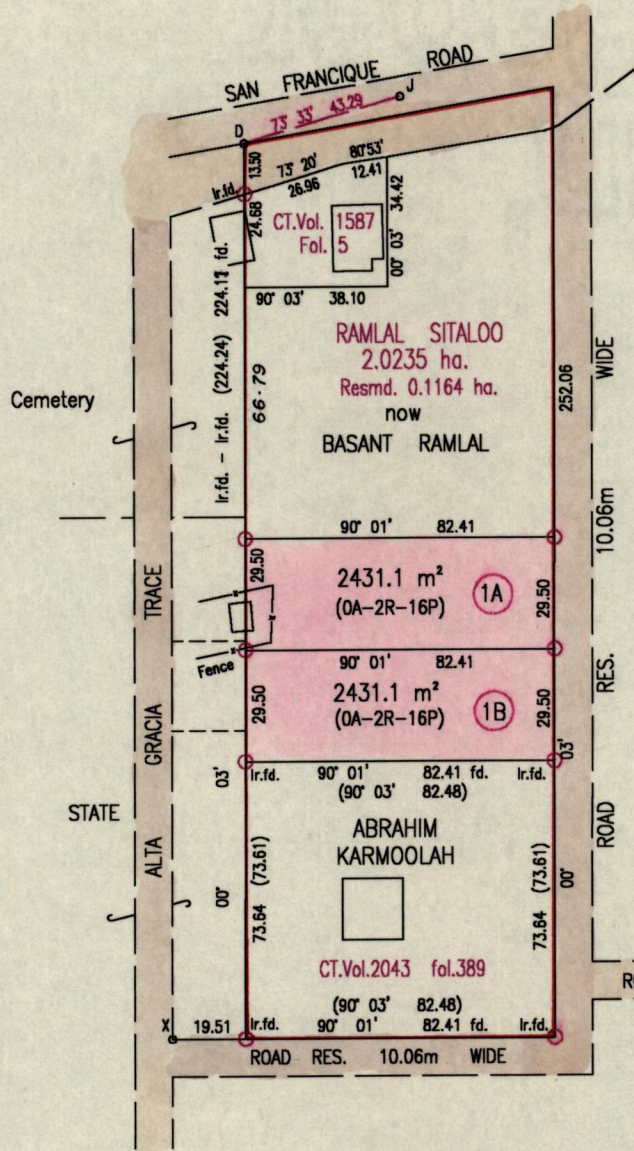 SAN FRANCIQUE ROAD
73° 33' 43.29
D
J
13.50
73° 20'
26.96
80°53'
12.41
Ir.fd.
24.68
CT.Vol. 1587
Fol. 5
34.42
00° 03'
90° 03' 38.10
Ir.fd. - Ir.fd. (224.24) 224.17 fd.
66.79
RAMLAL SITALOO
2.0235 ha.
Resmd. 0.1164 ha.
now
BASANT RAMLAL
252.06
Cemetery
WIDE
10.06m
RES.
ROAD
90° 01' 82.41
29.50
2431.1 m²
(0A-2R-16P)
1A
29.50
TRACE
GRACIA
ALTA
Fence
90° 01' 82.41
29.50
2431.1 m²
(0A-2R-16P)
1B
29.50
STATE
03'
00°
03'
00°
Ir.fd. 90° 01' 82.41 fd. Ir.fd.
(90° 03' 82.48)
ABRAHIM
KARMOOLAH
73.64 (73.61)
73.64 (73.61)
CT.Vol.2043 fol.389
(90° 03' 82.48)
X
19.51
Ir.fd. 90° 01' 82.41 fd. Ir.fd.
ROAD RES. 10.06m WIDE